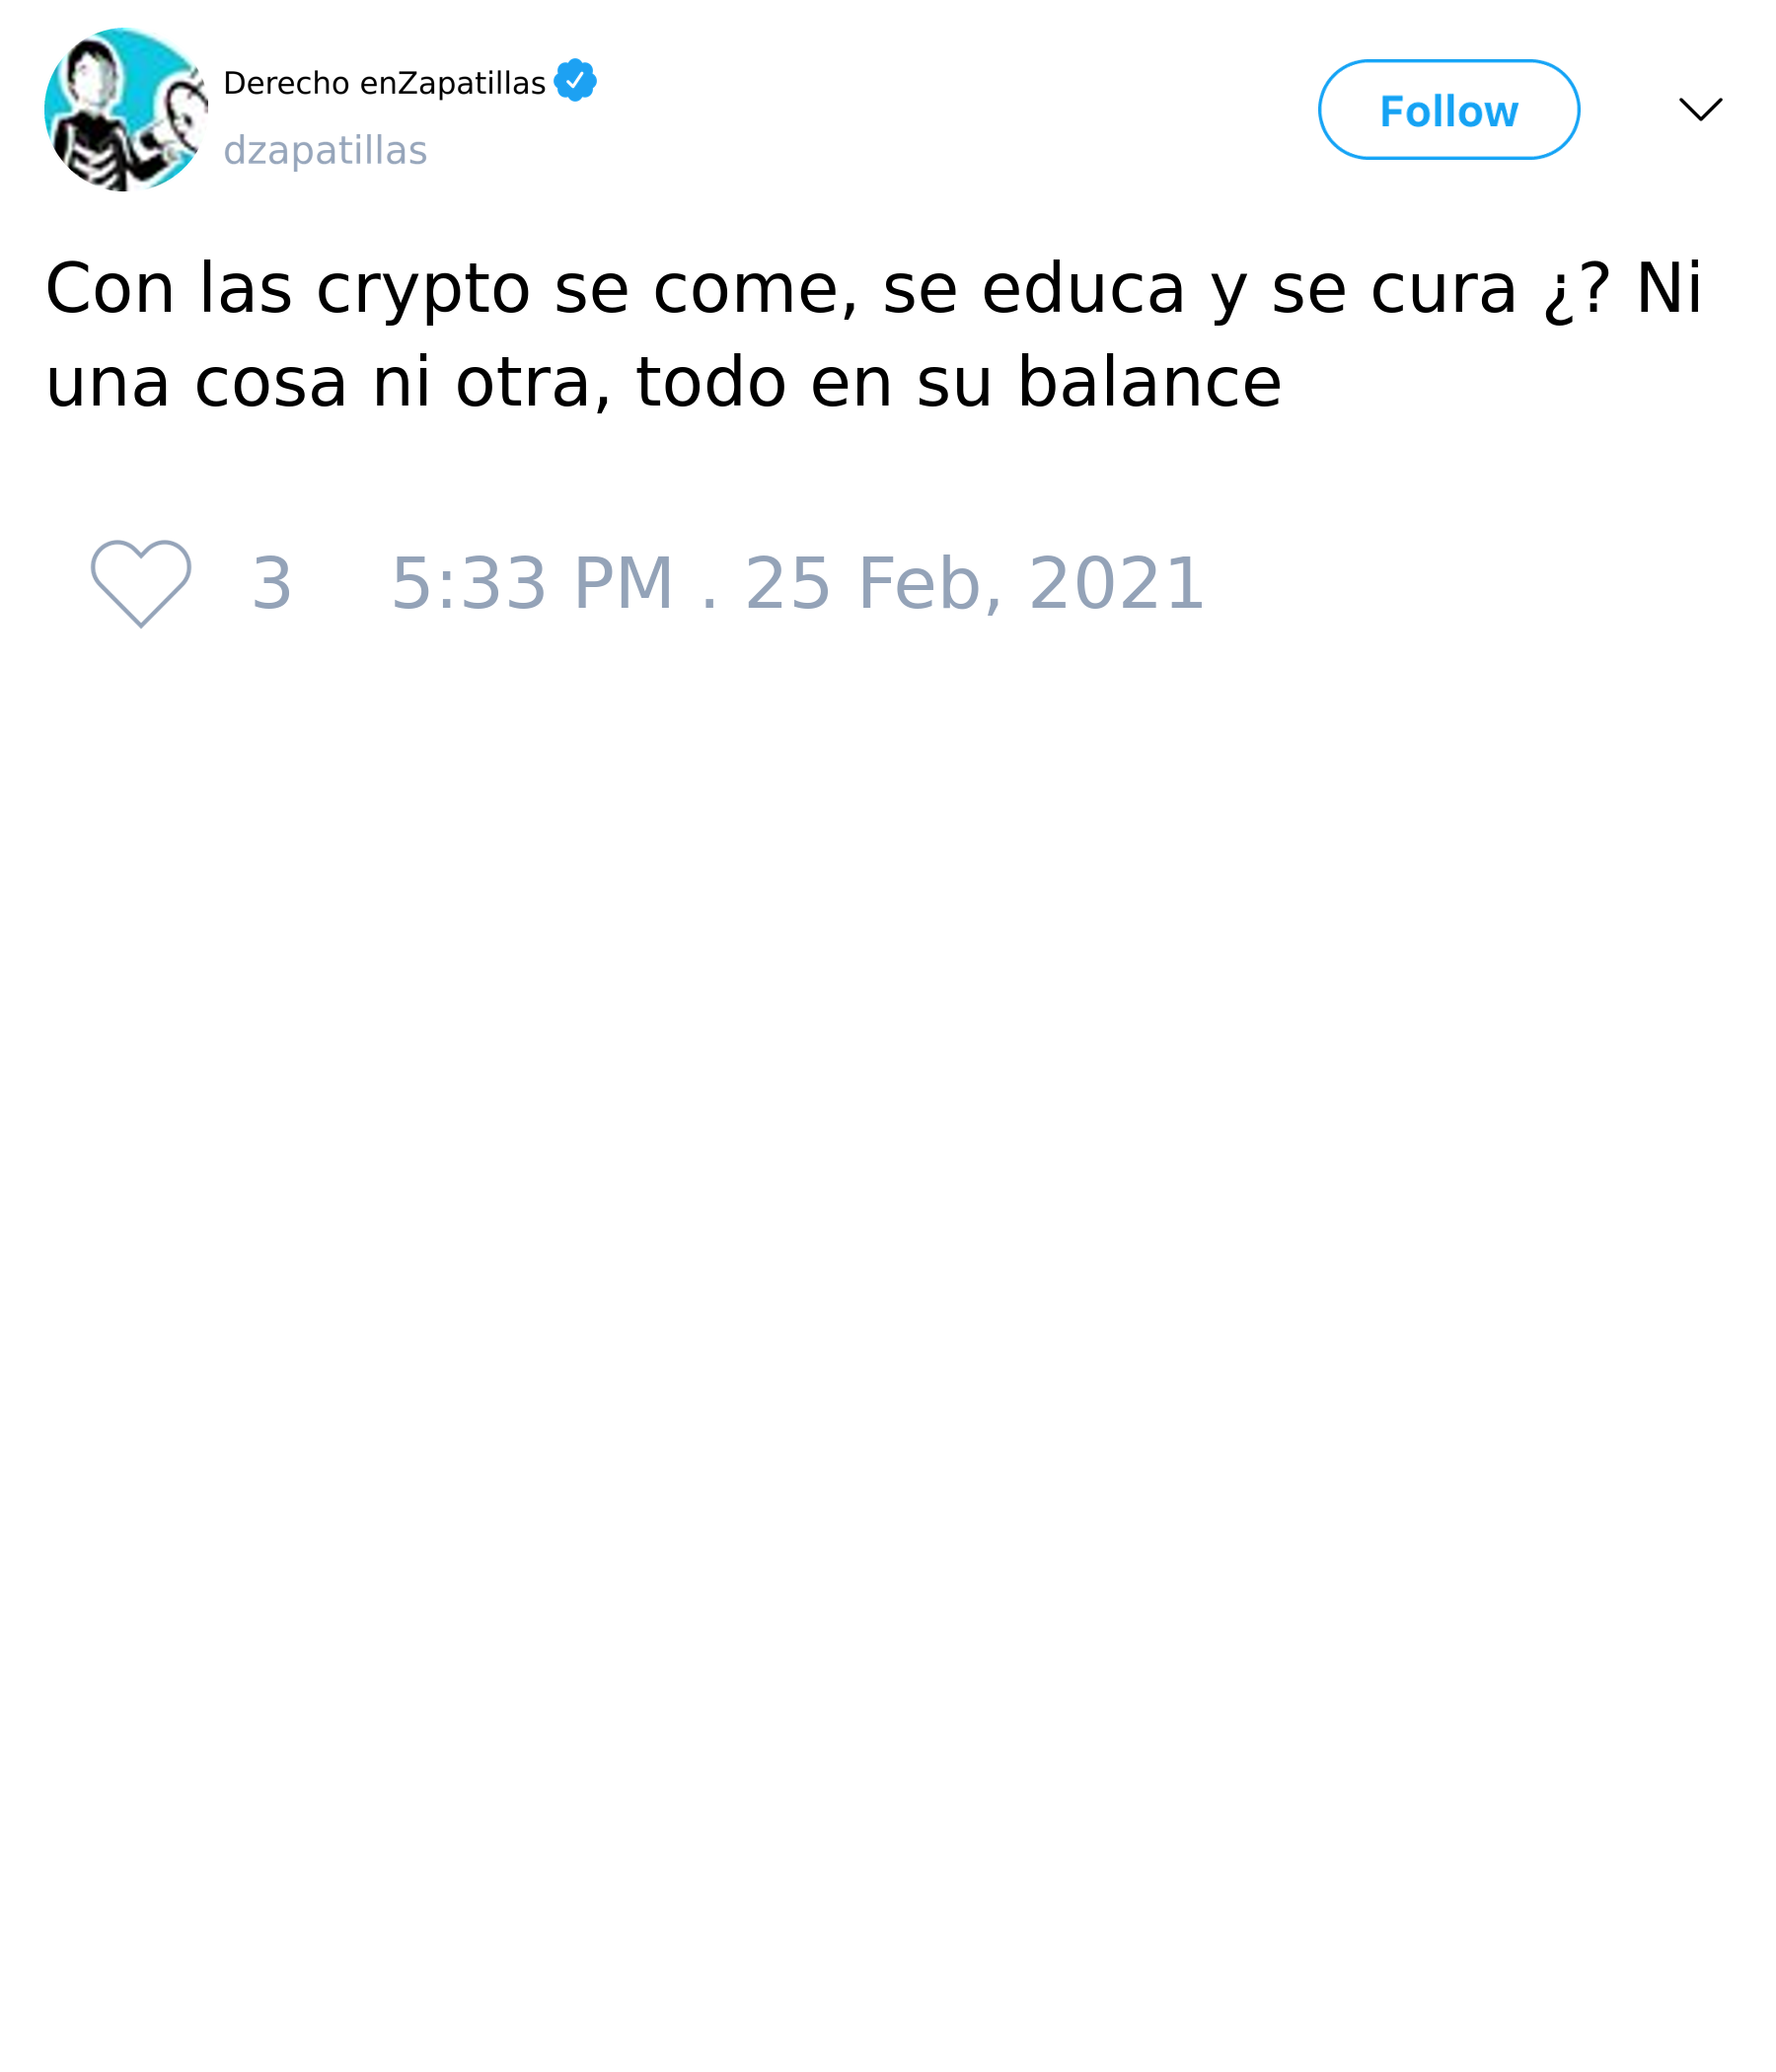 Derecho enZapatillas
dzapatillas
Follow
Con las crypto se come, se educa y se cura ¿? Ni
una cosa ni otra, todo en su balance
3 5:33 PM . 25 Feb, 2021